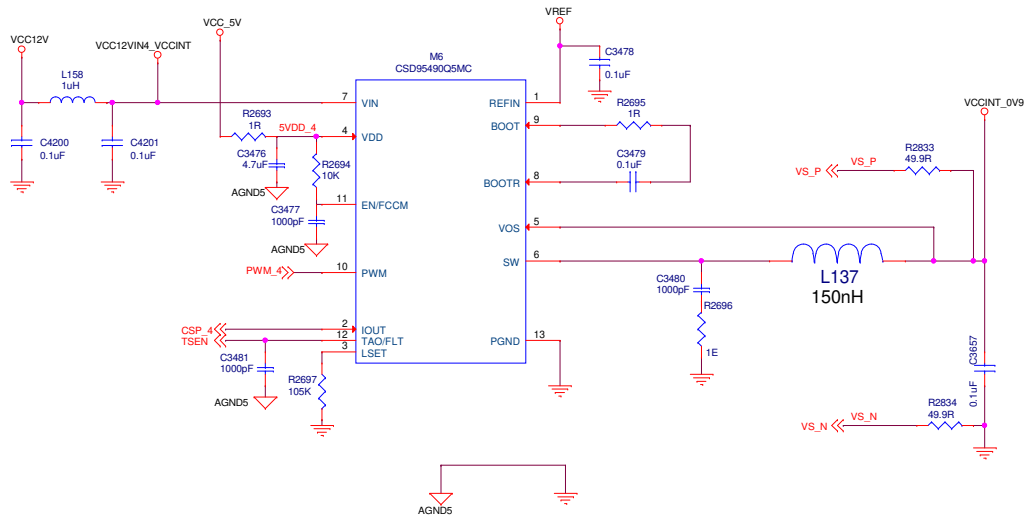 VREF
VCC_5V
VCC12V
VCC12VIN4_VCCINT
C3478
0.1uF
M6
CSD95490Q5MC
L158
1uH
7
VIN
REFIN
1
VCCINT_0V9
R2695
1R
R2693
1R
5VDD_4
4
VDD
BOOT
9
C4200
0.1uF
C4201
0.1uF
C3476
4.7uF
R2694
10K
C3479
0.1uF
R2833
49.9R
VS_P
VS_P
AGND5
BOOTR
8
11
EN/FCCM
C3477
1000pF
VOS
5
AGND5
SW
6
PWM_4
10
PWM
C3480
1000pF
L137
150nH
R2696
1E
CSP_4
2
IOUT
TSEN
12
TAO/FLT
PGND
13
3
LSET
C3481
1000pF
R2697
105K
AGND5
C3657
0.1uF
R2834
49.9R
VS_N
VS_N
AGND5